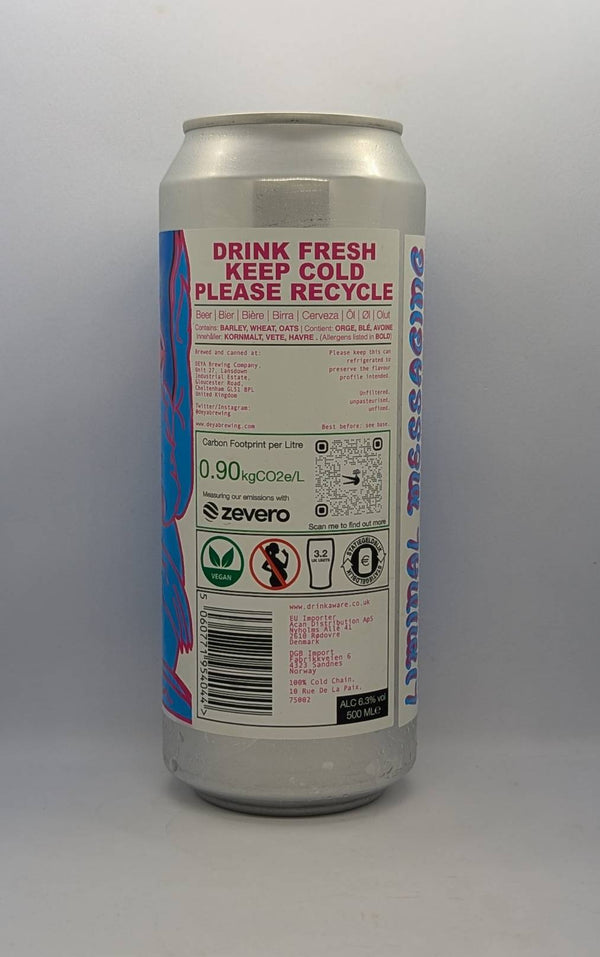 DRINK FRESH
KEEP COLD
PLEASE RECYCLE
Beer | Bier | Bière | Birra | Cerveza | Öl | Øl | Olut
Contains: BARLEY, WHEAT, OATS | Contient: ORGE, BLÉ, AVOINE
Innehåller: KORNMALT, VETE, HAVRE . (Allergens listed in BOLD)
Brewed and canned at:
DEYA Brewing Company,
Unit 27, Lansdown
Industrial Estate,
Gloucester Road,
Cheltenham GL51 8PL
United Kingdom
Twitter/Instagram:
@deyabrewing
www.deyabrewing.com
Please keep this can
refrigerated to
preserve the flavour
profile intended.
Unfiltered,
unpasteurised,
unfined.
Best before: see base.
Carbon Footprint per Litre
0.90kgCO2e/L
Measuring our emissions with
zevero
Scan me to find out more
VEGAN
3.2
UK UNITS
STATIEGELDBLIK
€
STATIEGELDBLIK
5 060771 954044 >
www.drinkaware.co.uk
EU Importer
Acan Distribution ApS
Nyholms Alle 41
2610 Rødovre
Denmark
DGB Import
Fabrikkveien 6
4323 Sandnes
Norway
100% Cold Chain,
10 Rue De La Paix,
75002
ALC 6.3% vol
500 ML℮